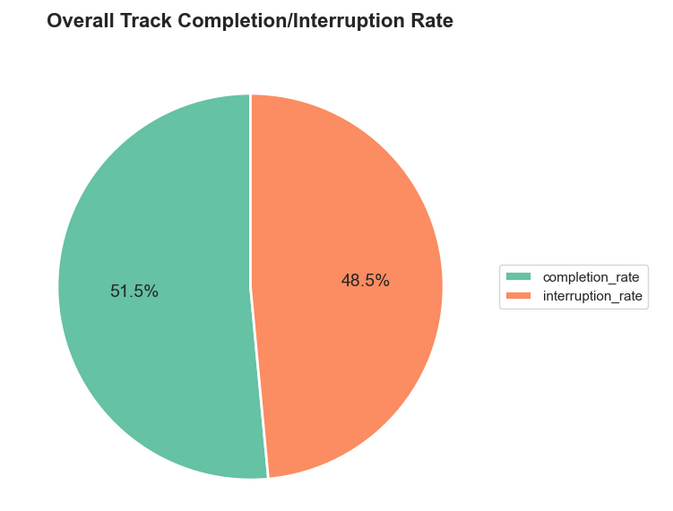 Overall Track Completion/Interruption Rate
48.5%
51.5%
completion_rate
interruption_rate